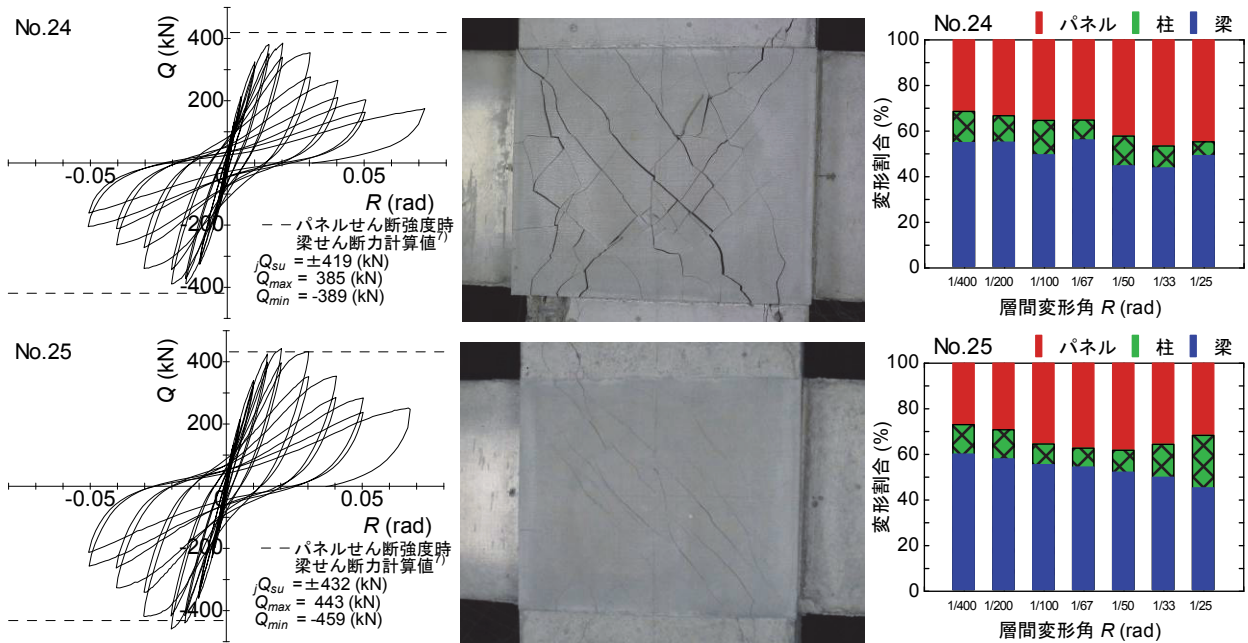 No.24
Q (kN)
400
200
-0.05
0.05
R (rad)
-200
パネルせん断強度時
梁せん断力計算値7)
jQsu = ±419 (kN)
Qmax = 385 (kN)
Qmin = -389 (kN)
-400
No.24
パネル 柱 梁
変形割合 (%)
100
80
60
40
20
0
1/400 1/200 1/100 1/67 1/50 1/33 1/25
層間変形角 R (rad)
No.25
Q (kN)
400
200
-0.05
0.05
R (rad)
-200
パネルせん断強度時
梁せん断力計算値7)
jQsu = ±432 (kN)
Qmax = 443 (kN)
Qmin = -459 (kN)
-400
No.25
パネル 柱 梁
変形割合 (%)
100
80
60
40
20
0
1/400 1/200 1/100 1/67 1/50 1/33 1/25
層間変形角 R (rad)